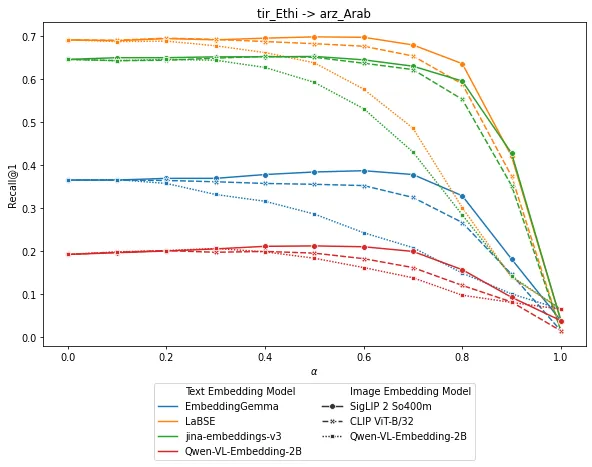 tir_Ethi -> arz_Arab
Recall@1
0.7
0.6
0.5
0.4
0.3
0.2
0.1
0.0
0.0 0.2 0.4 0.6 0.8 1.0
α
Text Embedding Model Image Embedding Model
EmbeddingGemma SigLIP 2 So400m
LaBSE CLIP ViT-B/32
jina-embeddings-v3 Qwen-VL-Embedding-2B
Qwen-VL-Embedding-2B